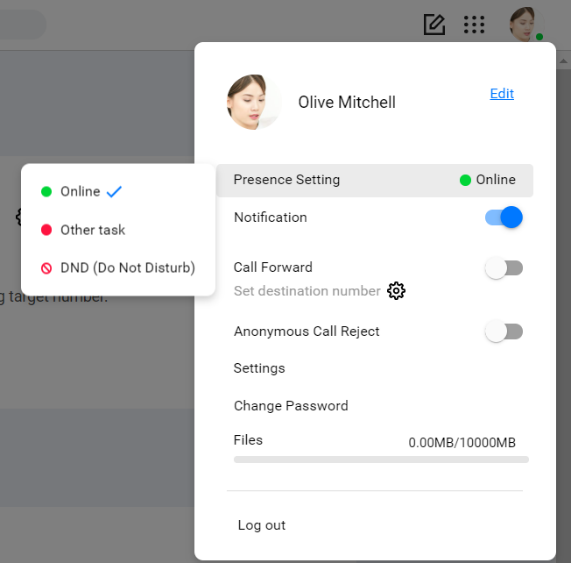 Olive Mitchell
Edit
Presence Setting
Online
Online
Other task
DND (Do Not Disturb)
Notification
Call Forward
Set destination number
g target number.
Anonymous Call Reject
Settings
Change Password
Files
0.00MB/10000MB
Log out